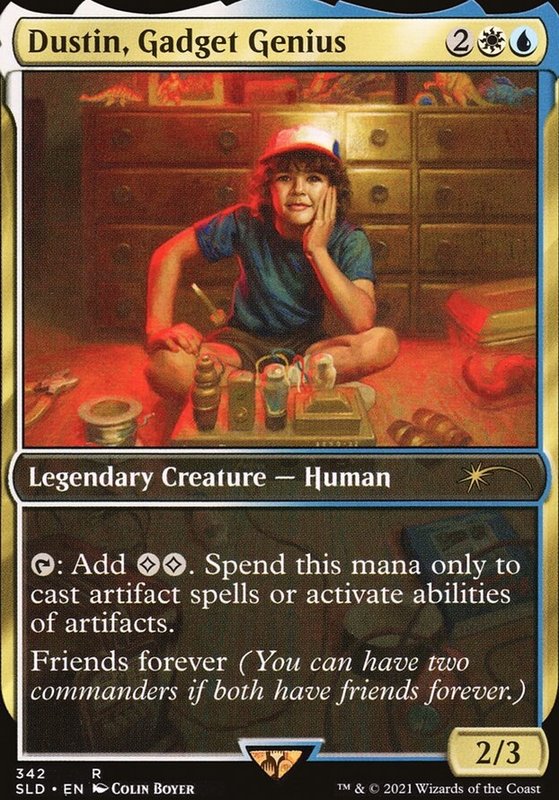 Dustin, Gadget Genius 2
Legendary Creature — Human
: Add . Spend this mana only to
cast artifact spells or activate abilities
of artifacts.
Friends forever (You can have two
commanders if both have friends forever.)
2/3
342 R
SLD • EN Colin Boyer
™ & © 2021 Wizards of the Coast